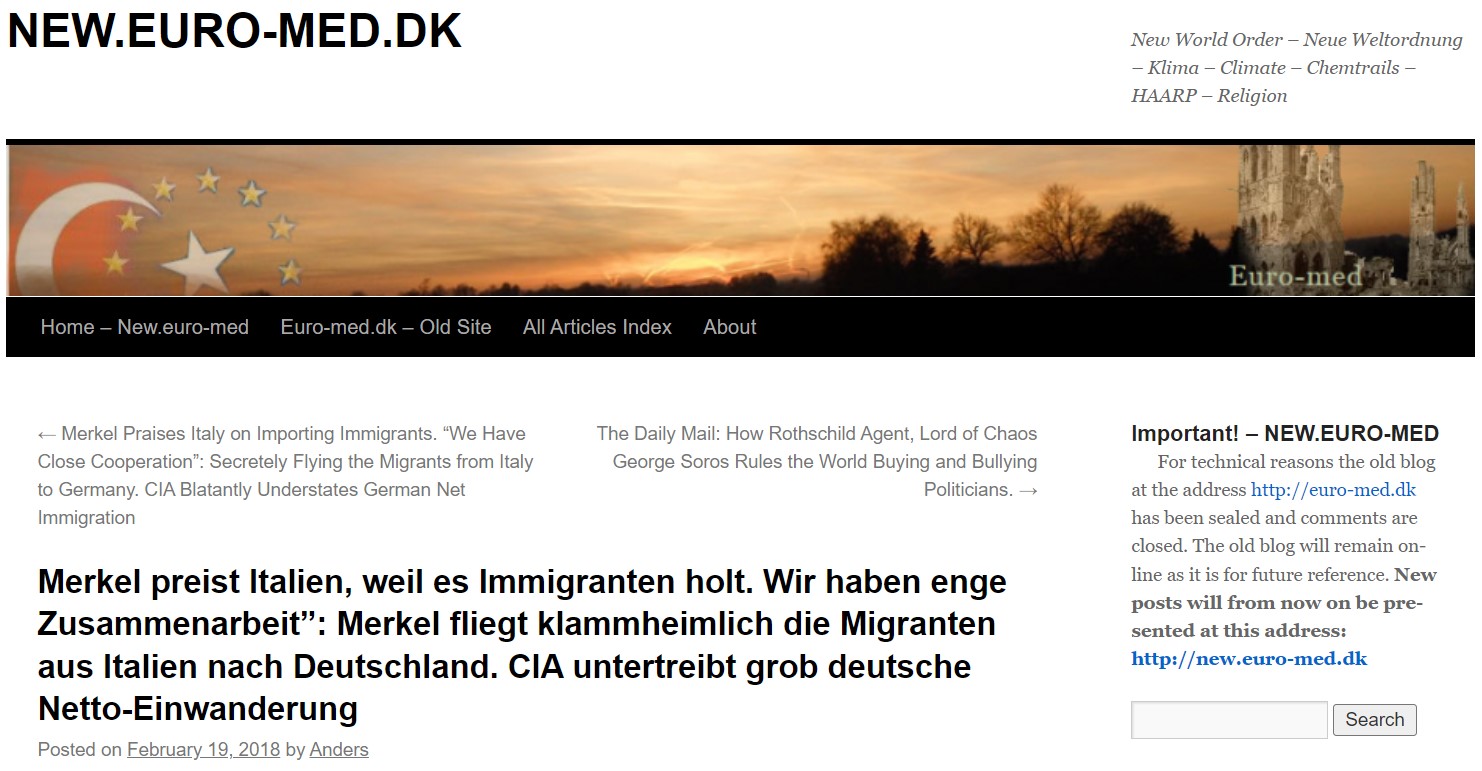 NEW.EURO-MED.DK
New World Order – Neue Weltordnung
– Klima – Climate – Chemtrails –
HAARP – Religion
Euro-med
Home – New.euro-med
Euro-med.dk – Old Site
All Articles Index
About
← Merkel Praises Italy on Importing Immigrants. “We Have
Close Cooperation”: Secretely Flying the Migrants from Italy
to Germany. CIA Blatantly Understates German Net
Immigration
The Daily Mail: How Rothschild Agent, Lord of Chaos
George Soros Rules the World Buying and Bullying
Politicians. →
Merkel preist Italien, weil es Immigranten holt. Wir haben enge
Zusammenarbeit”: Merkel fliegt klammheimlich die Migranten
aus Italien nach Deutschland. CIA untertreibt grob deutsche
Netto-Einwanderung
Posted on February 19, 2018 by Anders
Important! – NEW.EURO-MED
For technical reasons the old blog
at the address http://euro-med.dk
has been sealed and comments are
closed. The old blog will remain on-
line as it is for future reference. New
posts will from now on be pre-
sented at this address:
http://new.euro-med.dk
Search